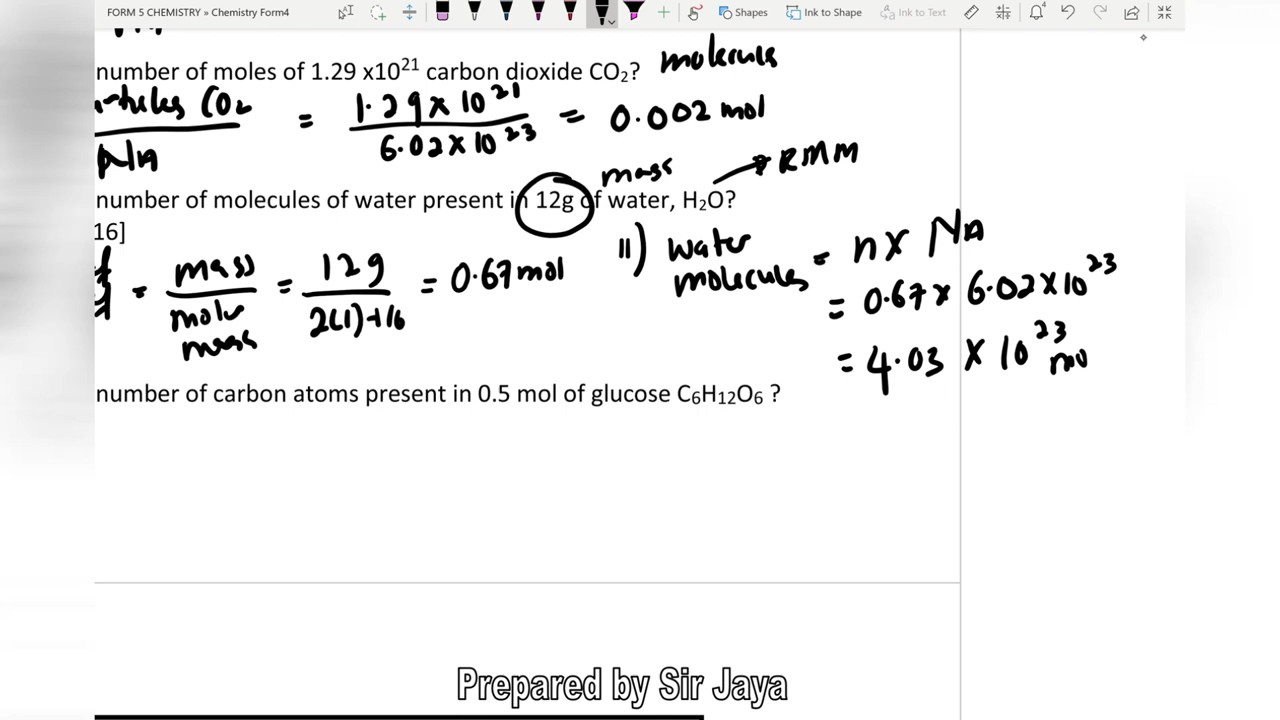 FORM 5 CHEMISTRY » Chemistry Form4
Shapes Ink to Shape Ink to Text
number of moles of 1.29 x10²¹ carbon dioxide CO₂? molecule
CO₂ = 1.29 x 10²¹ = 0.002 mol
NA 6.02 x 10²³
mass → RMM
number of molecules of water present in 12g of water, H₂O?
16]
= mass = 12g = 0.67 mol
molar 2(1)+16
mass
II) water = n x NA
molecules = 0.67 x 6.02 x 10²³
= 4.03 x 10²³
number of carbon atoms present in 0.5 mol of glucose C₆H₁₂O₆ ?
Prepared by Sir Jaya